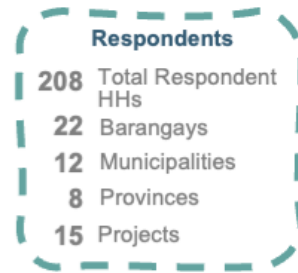 Respondents
208 Total Respondent
HHs
22 Barangays
12 Municipalities
8 Provinces
15 Projects